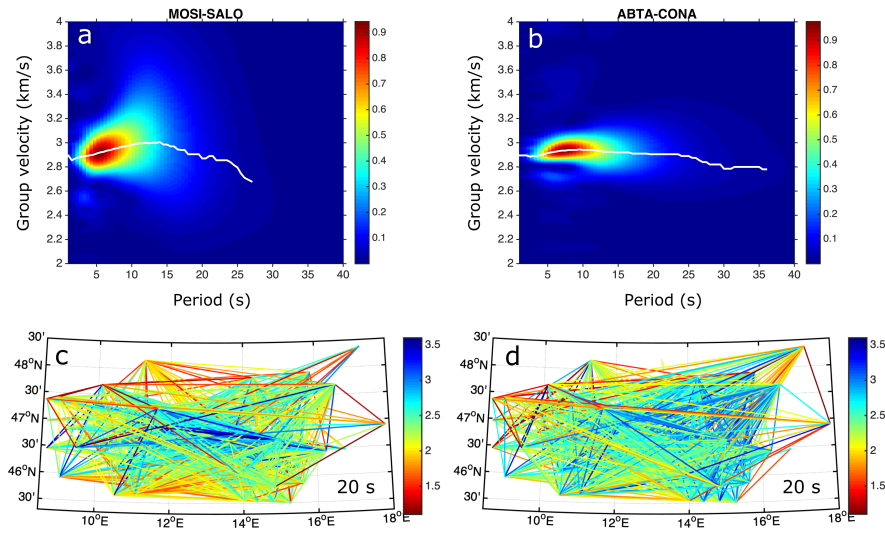 MOSI-SALO
a
Group velocity (km/s)
4
3.8
3.6
3.4
3.2
3
2.8
2.6
2.4
2.2
2
5
10
15
20
25
30
35
40
Period (s)
0.9
0.8
0.7
0.6
0.5
0.4
0.3
0.2
0.1
ABTA-CONA
b
Group velocity (km/s)
4
3.8
3.6
3.4
3.2
3
2.8
2.6
2.4
2.2
2
5
10
15
20
25
30
35
40
Period (s)
0.9
0.8
0.7
0.6
0.5
0.4
0.3
0.2
0.1
c
30'
48°N
30'
47°N
30'
46°N
30'
10°E
12°E
14°E
16°E
18°E
20 s
3.5
3
2.5
2
1.5
d
30'
48°N
30'
47°N
30'
46°N
30'
10°E
12°E
14°E
16°E
18°E
20 s
3.5
3
2.5
2
1.5